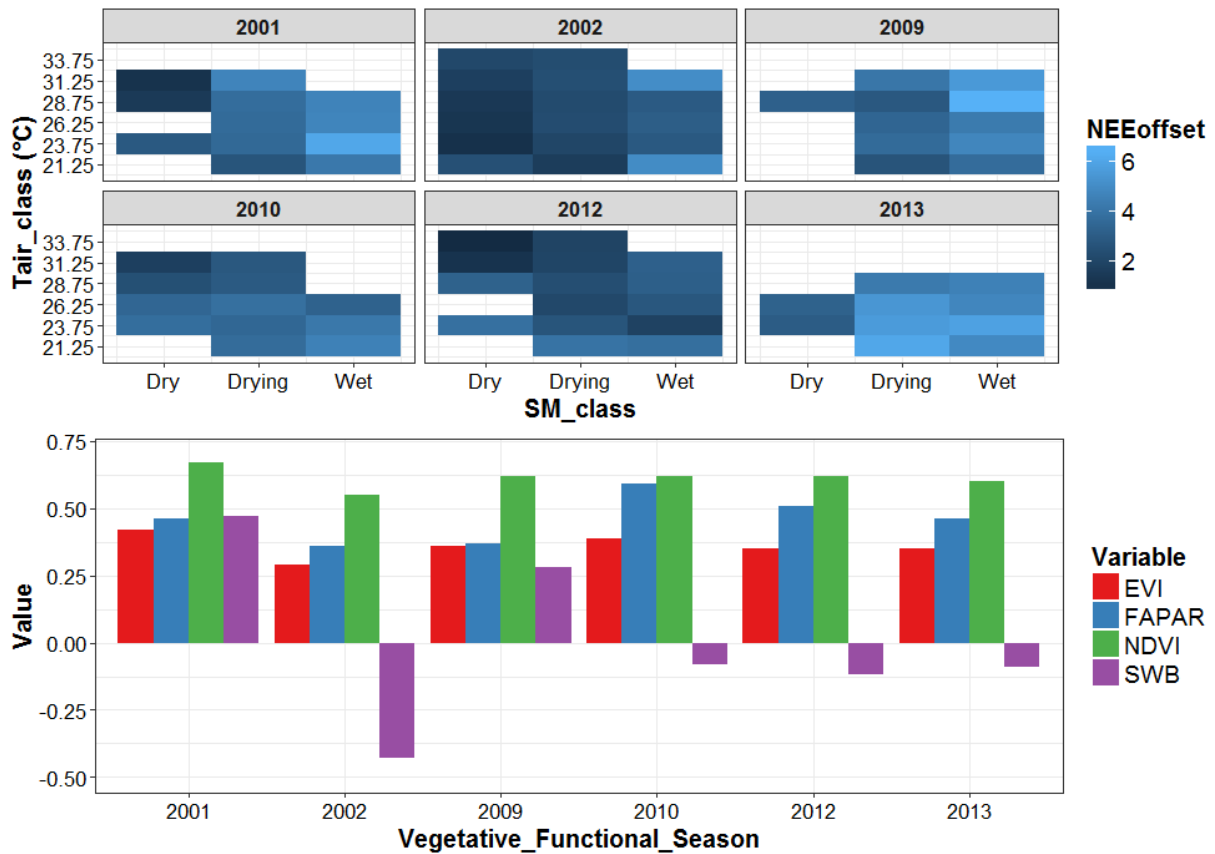 2001
2002
2009
33.75
31.25
28.75
26.25
23.75
21.25
2010
2012
2013
33.75
31.25
28.75
26.25
23.75
21.25
Tair_class (°C)
Dry
Drying
Wet
Dry
Drying
Wet
Dry
Drying
Wet
SM_class
NEEoffset
6
4
2
0.75
0.50
0.25
0.00
-0.25
-0.50
Value
2001
2002
2009
2010
2012
2013
Vegetative_Functional_Season
Variable
EVI
FAPAR
NDVI
SWB